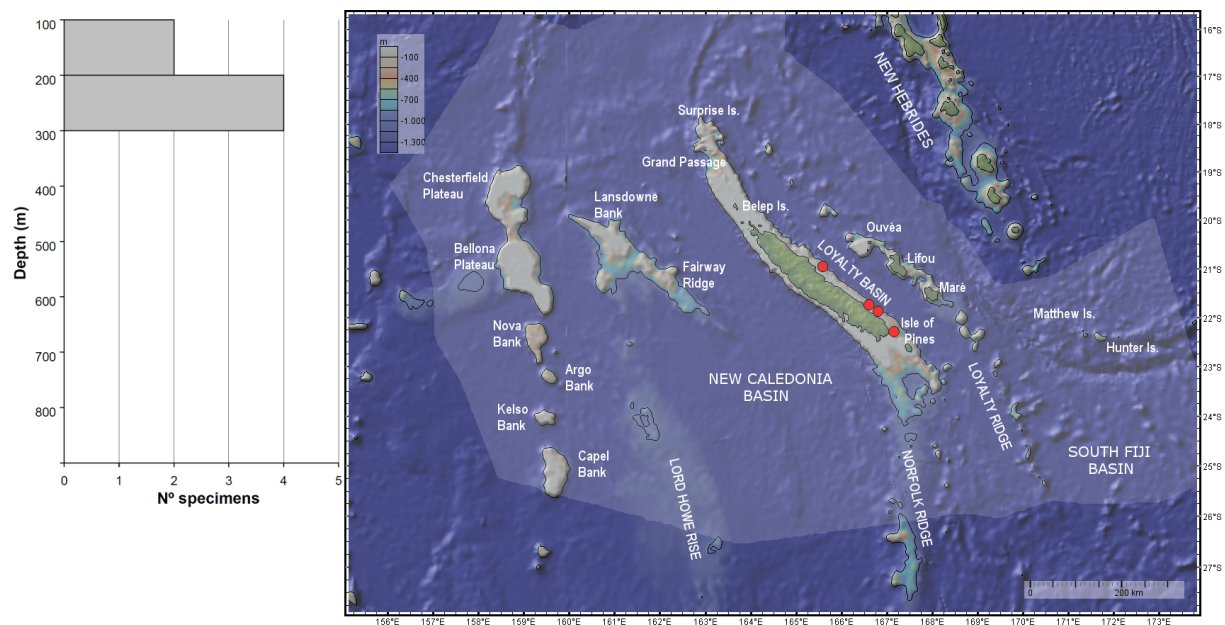 100
200
300
400
500
600
700
800
Depth (m)
0
1
2
3
4
5
Nº specimens
m
-100
-400
-700
-1.000
-1.300
NEW HEBRIDES
Surprise Is.
Grand Passage
Chesterfield
Plateau
Lansdowne
Bank
Belep Is.
Ouvéa
Bellona
Plateau
LOYALTY BASIN
Lifou
Fairway
Ridge
Maré
Matthew Is.
Isle of
Pines
Nova
Bank
Hunter Is.
Argo
Bank
NEW CALEDONIA
BASIN
LOYALTY RIDGE
Kelso
Bank
Capel
Bank
SOUTH FIJI
BASIN
LORD HOWE RISE
NORFOLK RIDGE
0
200 km
16°S
17°S
18°S
19°S
20°S
21°S
22°S
23°S
24°S
25°S
26°S
27°S
156°E
157°E
158°E
159°E
160°E
161°E
162°E
163°E
164°E
165°E
166°E
167°E
168°E
169°E
170°E
171°E
172°E
173°E